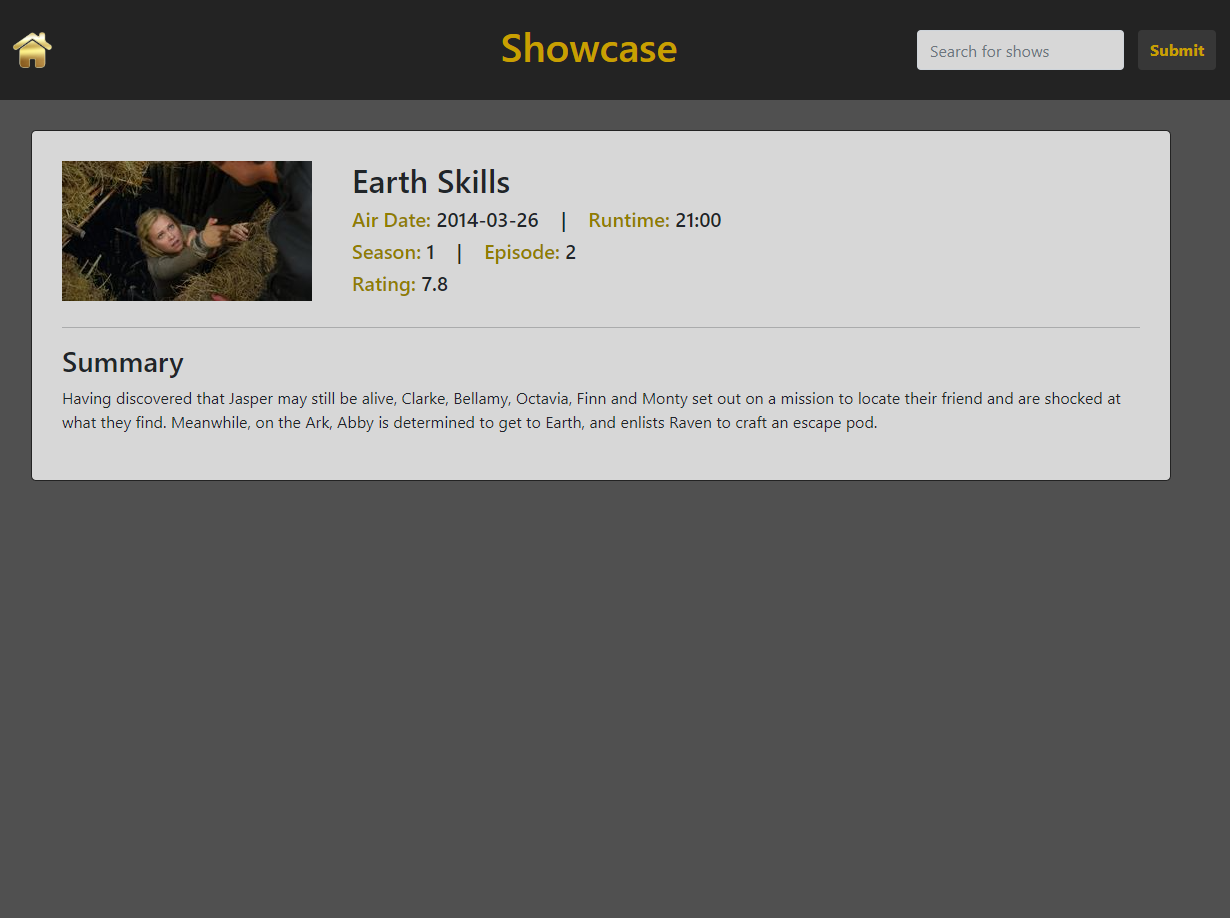 Showcase
Search for shows
Submit
Earth Skills
Air Date: 2014-03-26 | Runtime: 21:00
Season: 1 | Episode: 2
Rating: 7.8
Summary
Having discovered that Jasper may still be alive, Clarke, Bellamy, Octavia, Finn and Monty set out on a mission to locate their friend and are shocked at
what they find. Meanwhile, on the Ark, Abby is determined to get to Earth, and enlists Raven to craft an escape pod.